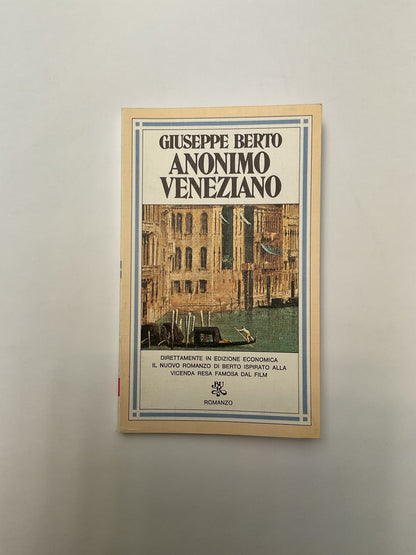 GIUSEPPE BERTO
ANONIMO
VENEZIANO
DIRETTAMENTE IN EDIZIONE ECONOMICA
IL NUOVO ROMANZO DI BERTO ISPIRATO ALLA
VICENDA RESA FAMOSA DAL FILM
BUR
ROMANZO